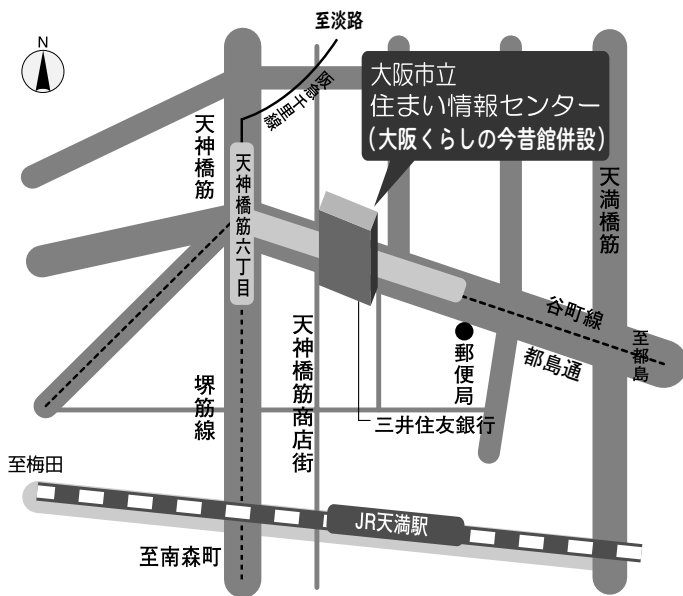 N
至淡路
阪急千里線
大阪市立
住まい情報センター
(大阪くらしの今昔館併設)
天神橋筋
天神橋筋六丁目
天満橋筋
谷町線
至都島
都島通
郵便局
天神橋筋商店街
堺筋線
三井住友銀行
至梅田
JR天満駅
至南森町